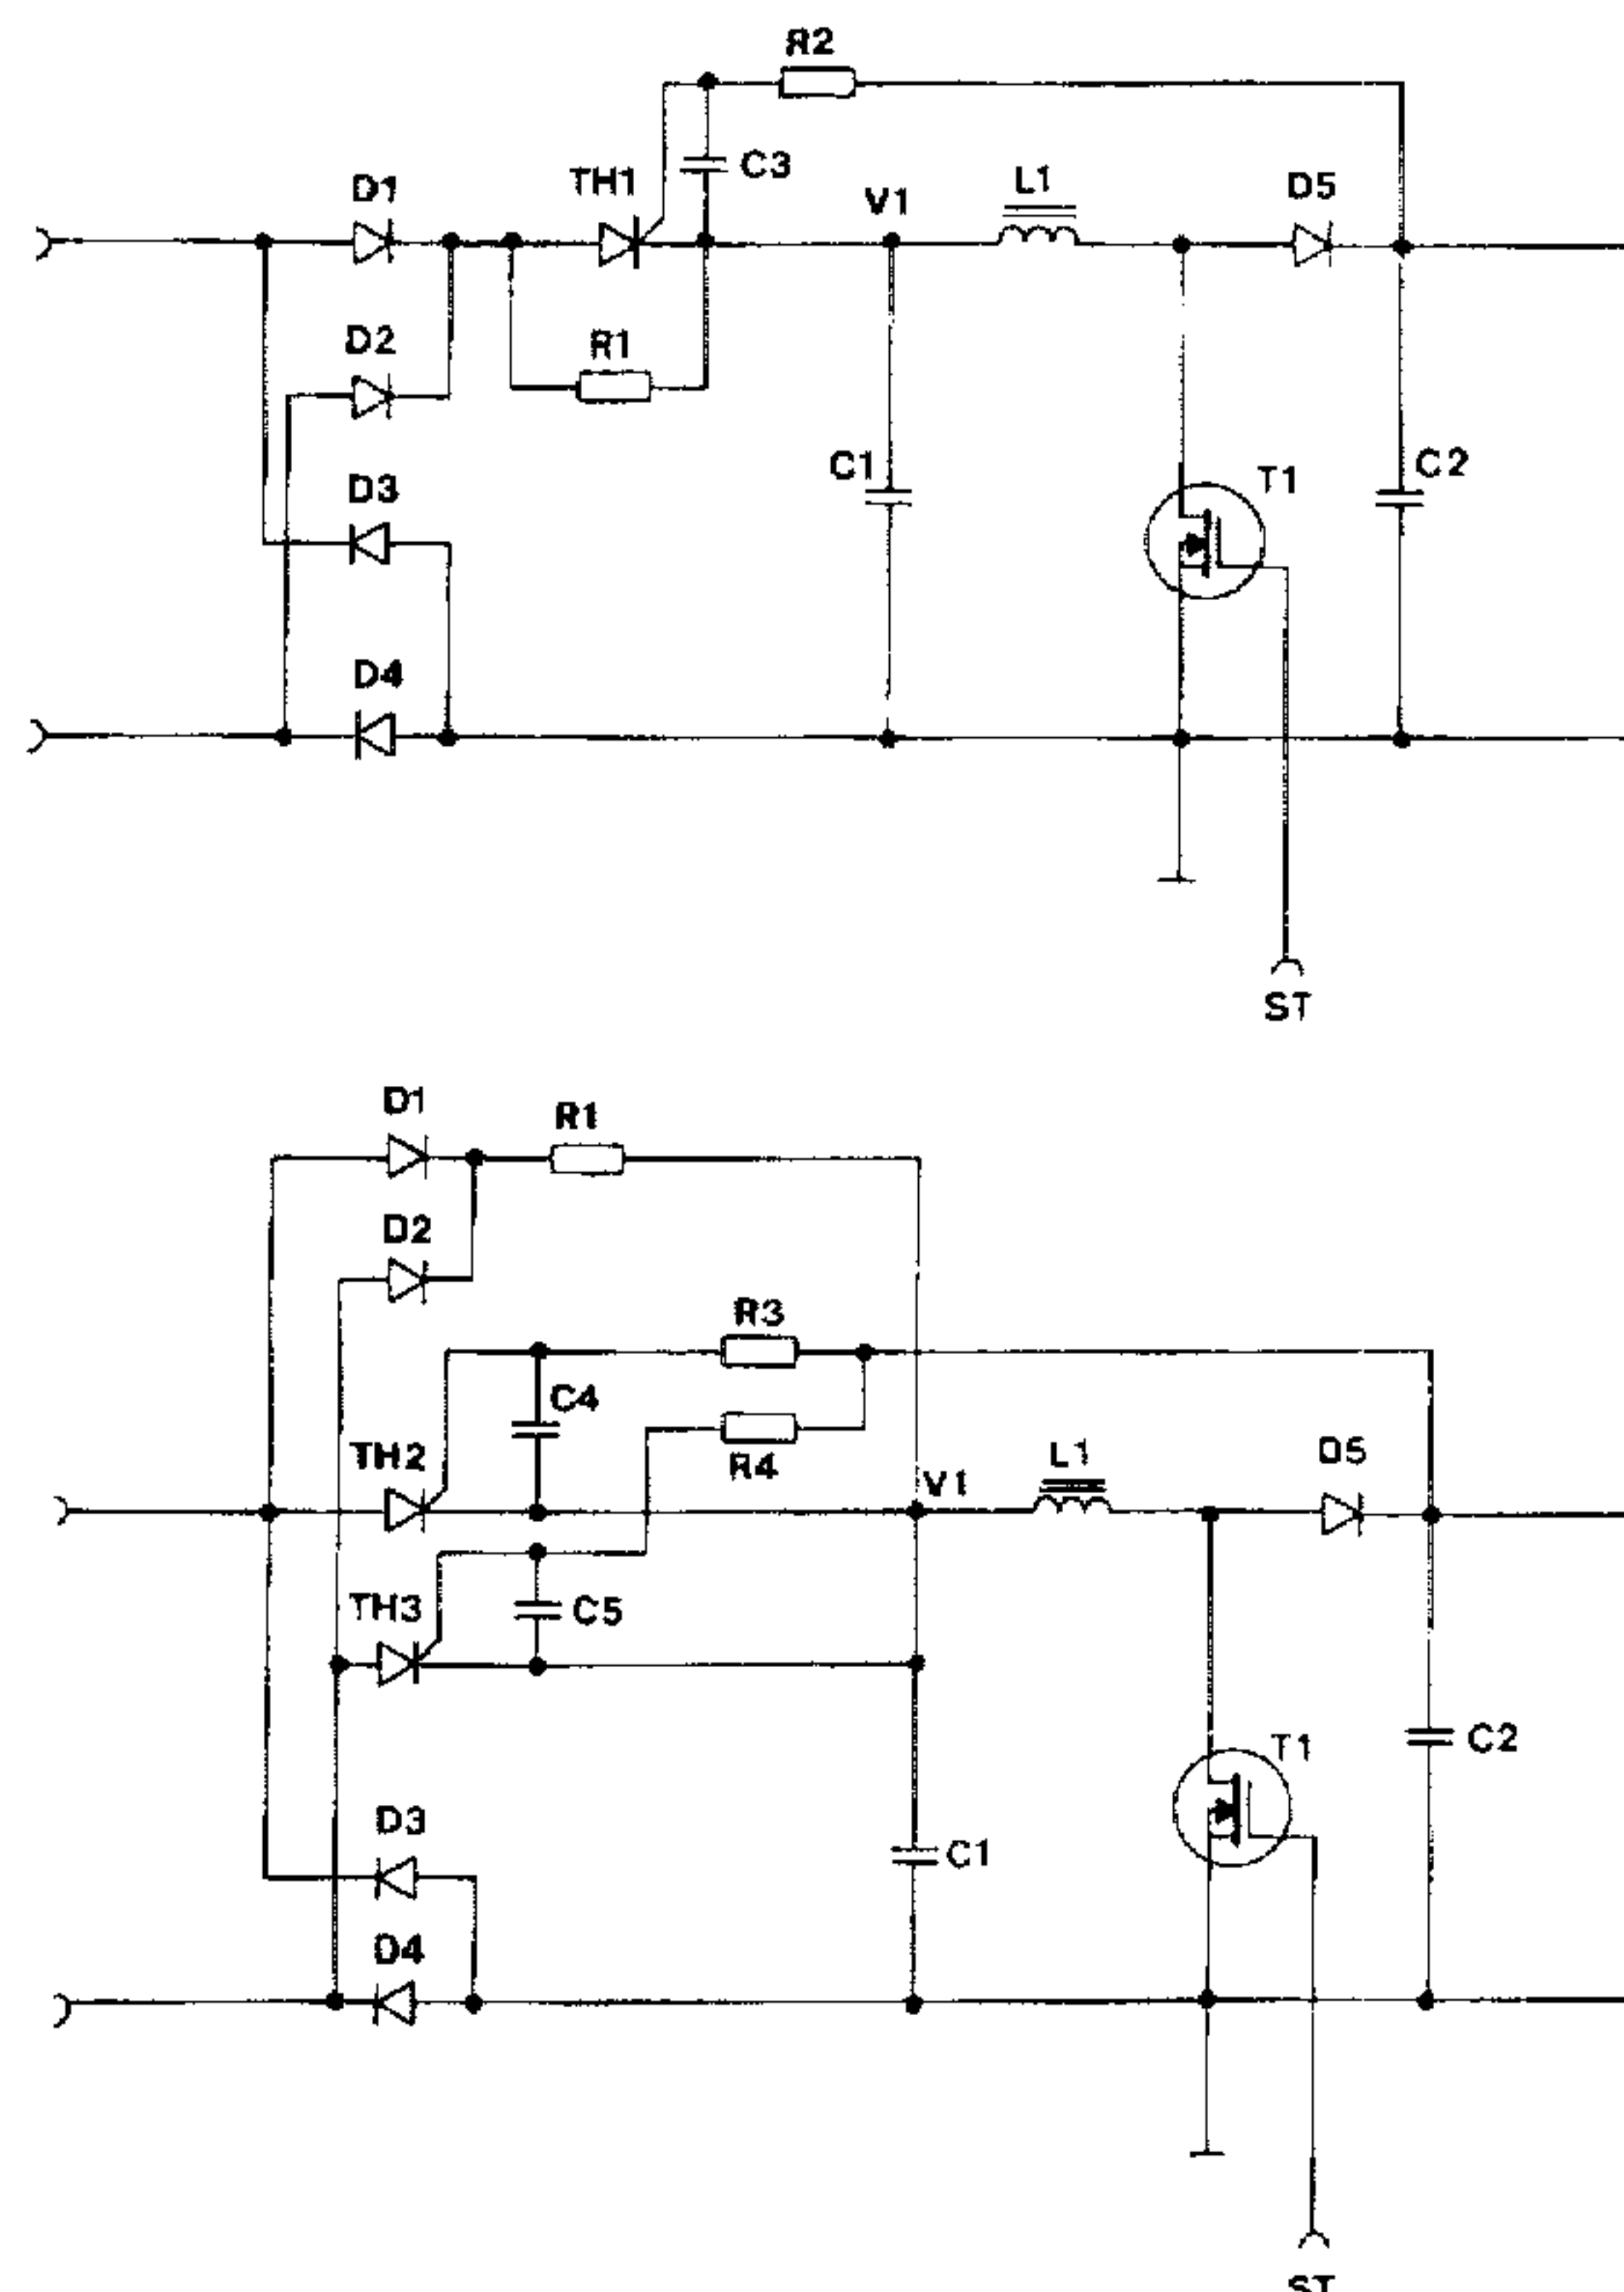 R2
C3
TH1
D1
V1
L1
D5
D2
R1
C1
C2
T1
D3
D4
ST
D1
R1
D2
R3
C4
TH2
R4
V1
L1
D5
TH3
C5
T1
C2
D3
C1
D4
ST